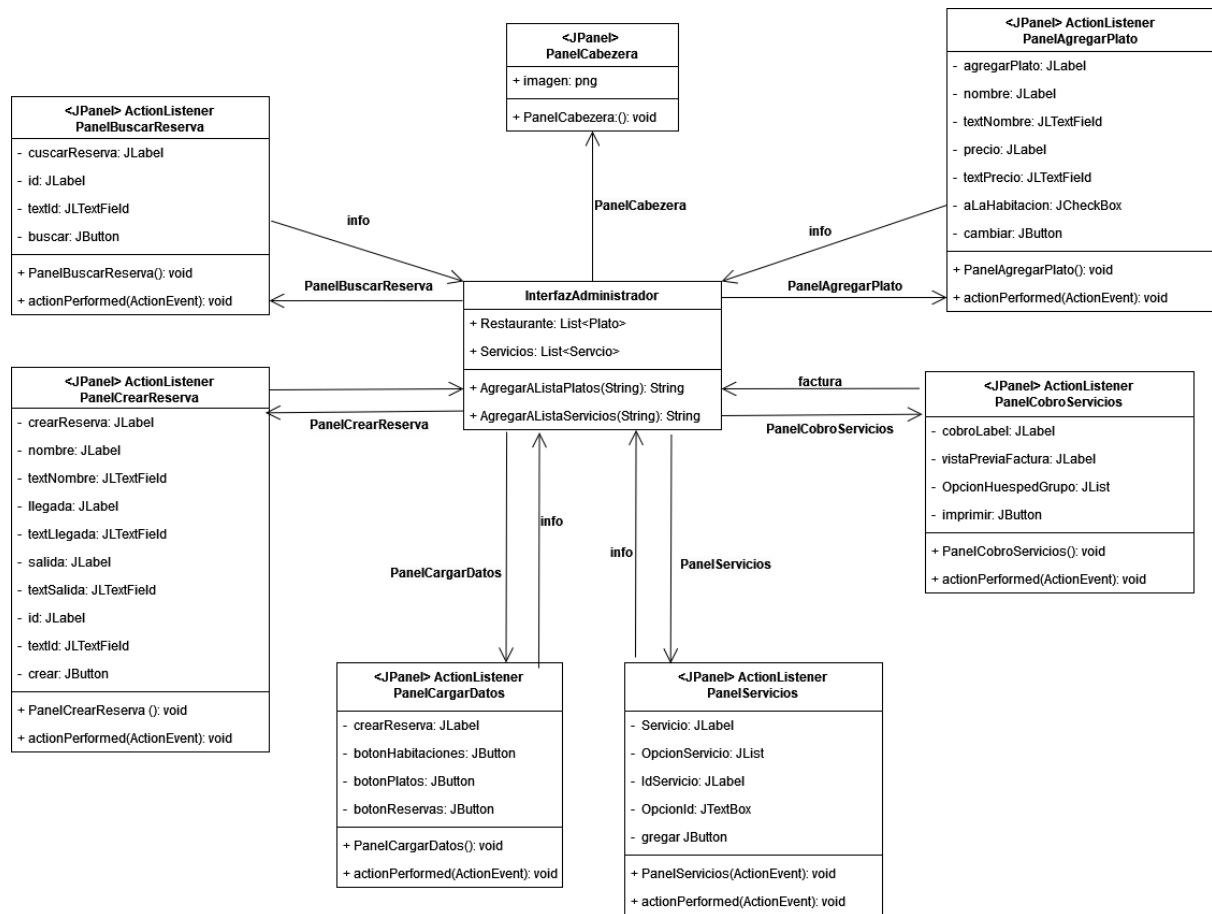 <JPanel>
PanelCabezera
+ imagen: png
+ PanelCabezera:(): void
<JPanel> ActionListener
PanelAgregarPlato
- agregarPlato: JLabel
- nombre: JLabel
- textNombre: JLTextField
- precio: JLabel
- textPrecio: JLTextField
- aLaHabitacion: JCheckBox
- cambiar: JButton
+ PanelAgregarPlato(): void
+ actionPerformed(ActionEvent): void
<JPanel> ActionListener
PanelBuscarReserva
- cuscarReserva: JLabel
- id: JLabel
- textId: JLTextField
- buscar: JButton
+ PanelBuscarReserva(): void
+ actionPerformed(ActionEvent): void
info
PanelCabezera
info
PanelBuscarReserva
PanelAgregarPlato
InterfazAdministrador
+ Restaurante: List<Plato>
+ Servicios: List<Servcio>
+ AgregarAListaPlatos(String): String
+ AgregarAListaServicios(String): String
<JPanel> ActionListener
PanelCrearReserva
- crearReserva: JLabel
- nombre: JLabel
- textNombre: JLTextField
- llegada: JLabel
- textLlegada: JLTextField
- salida: JLabel
- textSalida: JLTextField
- id: JLabel
- textId: JLTextField
- crear: JButton
+ PanelCrearReserva (): void
+ actionPerformed(ActionEvent): void
PanelCrearReserva
factura
PanelCobroServicios
<JPanel> ActionListener
PanelCobroServicios
- cobroLabel: JLabel
- vistaPreviaFactura: JLabel
- OpcionHuespedGrupo: JList
- imprimir: JButton
+ PanelCobroServicios(): void
+ actionPerformed(ActionEvent): void
info
info
PanelCargarDatos
PanelServicios
<JPanel> ActionListener
PanelCargarDatos
- crearReserva: JLabel
- botonHabitaciones: JButton
- botonPlatos: JButton
- botonReservas: JButton
+ PanelCargarDatos(): void
+ actionPerformed(ActionEvent): void
<JPanel> ActionListener
PanelServicios
- Servicio: JLabel
- OpcionServicio: JList
- IdServicio: JLabel
- OpcionId: JTextBox
- gregar JButton
+ PanelServicios(ActionEvent): void
+ actionPerformed(ActionEvent): void